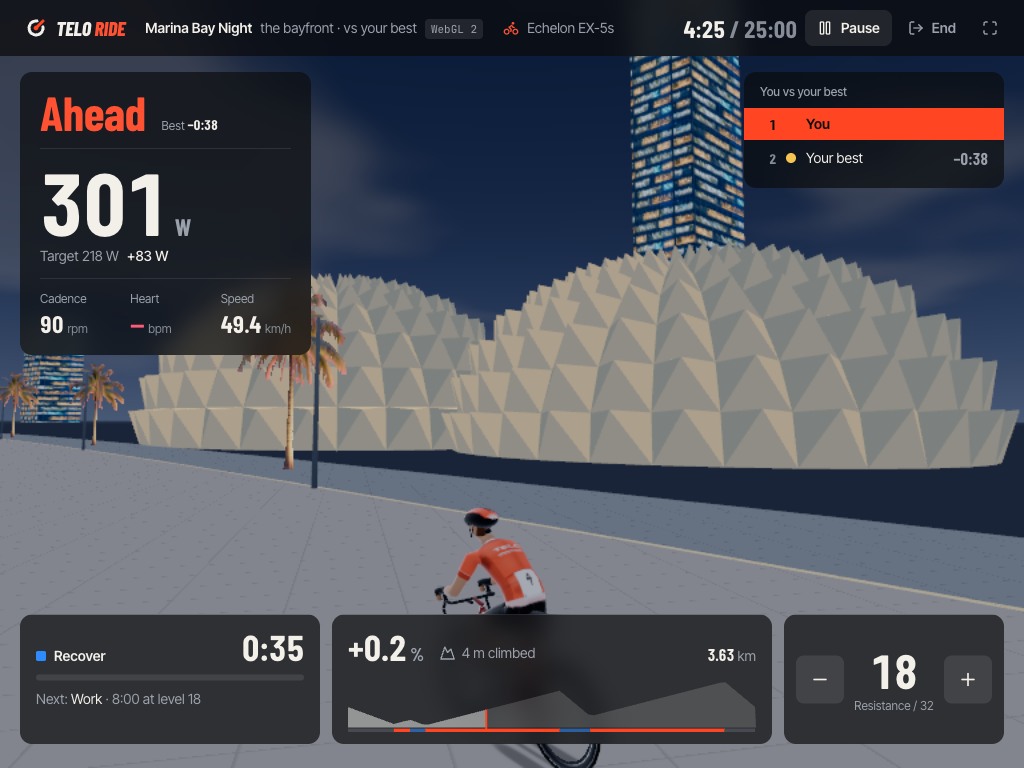 TELO RIDE Marina Bay Night the bayfront · vs your best WebGL 2 Echelon EX-5s 4:25 / 25:00 Pause End
Ahead Best −0:38
301 W
Target 218 W +83 W
Cadence Heart Speed
90 rpm – bpm 49.4 km/h
You vs your best
1 You
2 Your best −0:38
Recover 0:35
Next: Work · 8:00 at level 18
+0.2 % 4 m climbed 3.63 km
− 18 +
Resistance / 32